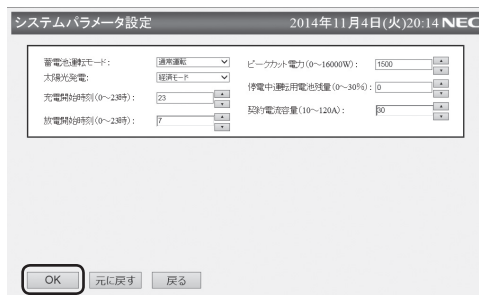 システムパラメータ設定 2014年11月4日(火)20:14 NEC
蓄電池運転モード: 通常運転
太陽光発電: 経済モード
充電開始時刻(0～23時): 23
放電開始時刻(0～23時): 7
ピークカット電力(0～16000W): 1500
停電中運転用電池残量(0～30%): 0
契約電流容量(10～120A): 30
OK 元に戻す 戻る